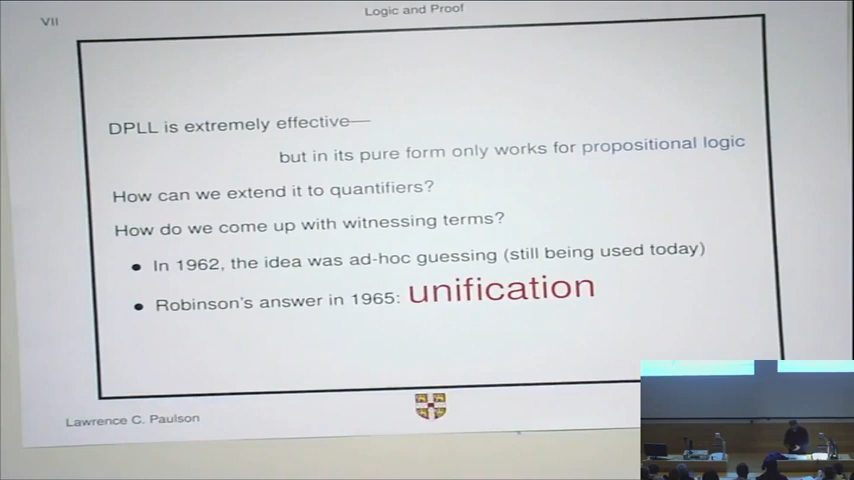 VII
Logic and Proof
DPLL is extremely effective—
but in its pure form only works for propositional logic
How can we extend it to quantifiers?
How do we come up with witnessing terms?
• In 1962, the idea was ad-hoc guessing (still being used today)
• Robinson's answer in 1965: unification
Lawrence C. Paulson